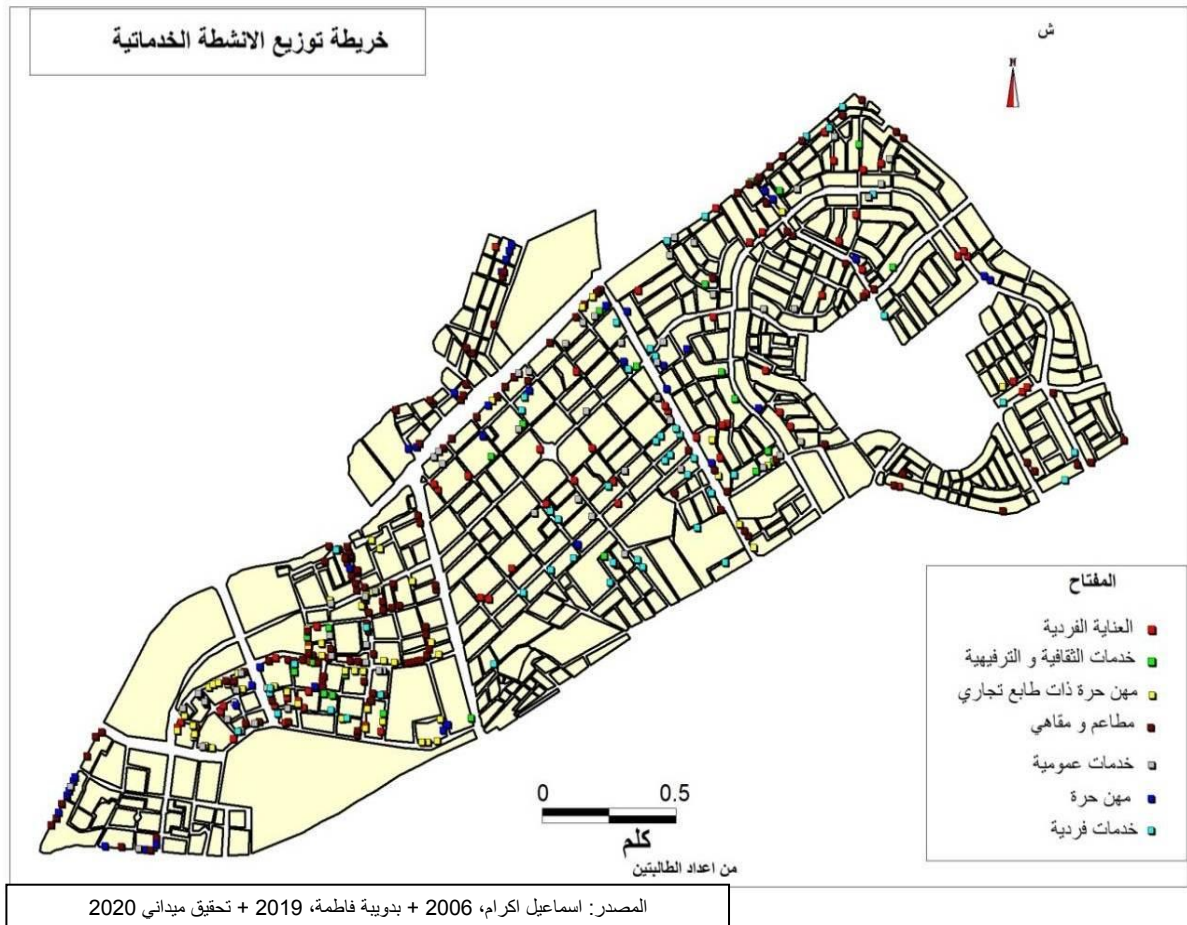 خريطة توزيع الانشطة الخدماتية
ش
N
المفتاح
العناية الفردية
خدمات الثقافية و الترفيهية
مهن حرة ذات طابع تجاري
مطاعم و مقاهي
خدمات عمومية
مهن حرة
خدمات فردية
0 0.5
كلم
من اعداد الطالبتين
المصدر: اسماعيل اكرام، 2006 + بدويبة فاطمة، 2019 + تحقيق ميداني 2020